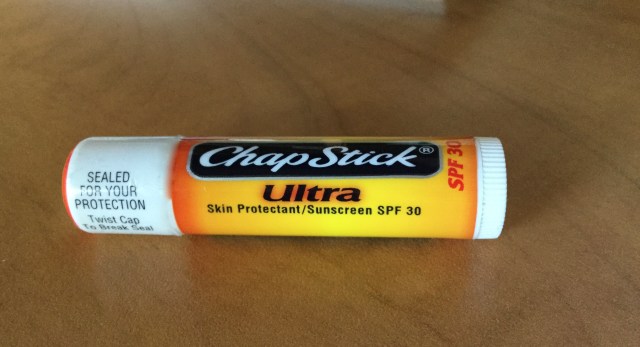 SEALED
FOR YOUR
PROTECTION
Twist Cap
To Break Seal
ChapStick®
Ultra
Skin Protectant/Sunscreen SPF 30
SPF 30